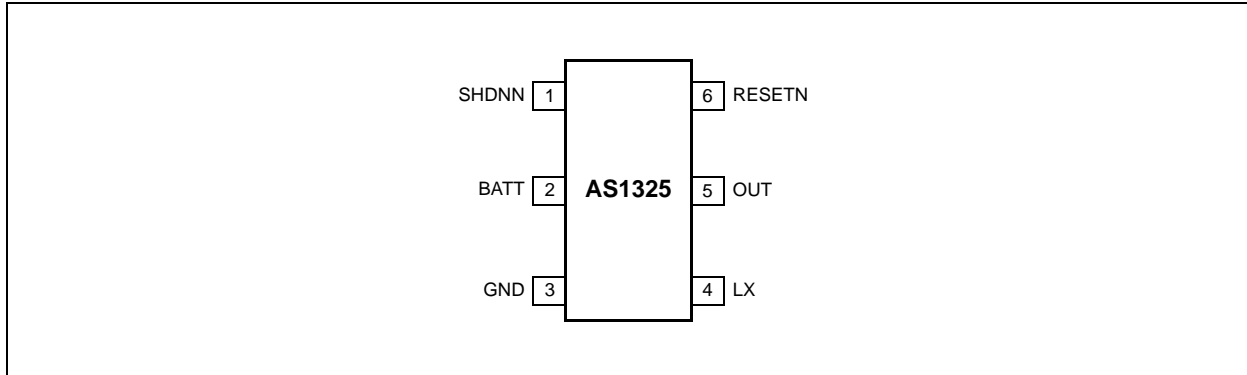 SHDNN 1 6 RESETN
BATT 2 AS1325 5 OUT
GND 3 4 LX